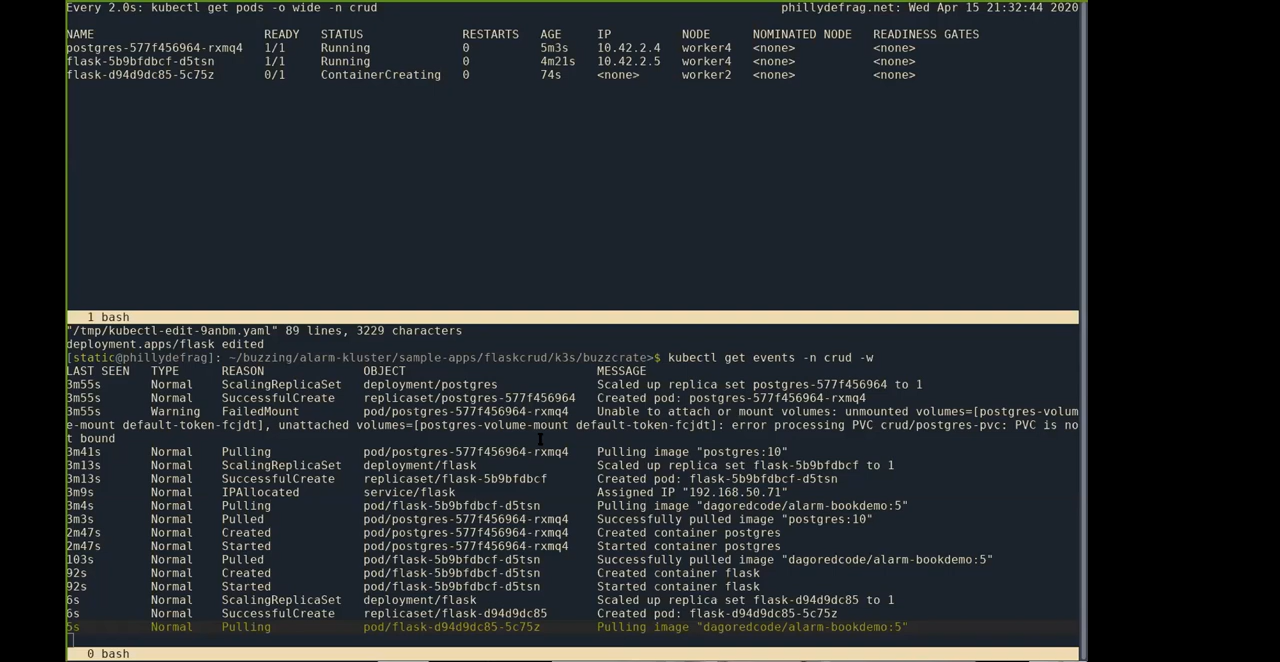 Every 2.0s: kubectl get pods -o wide -n crud phillydefrag.net: Wed Apr 15 21:32:44 2020
NAME READY STATUS RESTARTS AGE IP NODE NOMINATED NODE READINESS GATES
postgres-577f456964-rxmq4 1/1 Running 0 5m3s 10.42.2.4 worker4 <none> <none>
flask-5b9bfdbcf-d5tsn 1/1 Running 0 4m21s 10.42.2.5 worker4 <none> <none>
flask-d94d9dc85-5c75z 0/1 ContainerCreating 0 74s <none> worker2 <none> <none>
1 bash
"/tmp/kubectl-edit-9anbm.yaml" 89 lines, 3229 characters
deployment.apps/flask edited
[static@phillydefrag]: ~/buzzing/alarm-kluster/sample-apps/flaskcrud/k3s/buzzcrate>$ kubectl get events -n crud -w
LAST SEEN TYPE REASON OBJECT MESSAGE
3m55s Normal ScalingReplicaSet deployment/postgres Scaled up replica set postgres-577f456964 to 1
3m55s Normal SuccessfulCreate replicaset/postgres-577f456964 Created pod: postgres-577f456964-rxmq4
3m55s Warning FailedMount pod/postgres-577f456964-rxmq4 Unable to attach or mount volumes: unmounted volumes=[postgres-volum
e-mount default-token-fcjdt], unattached volumes=[postgres-volume-mount default-token-fcjdt]: error processing PVC crud/postgres-pvc: PVC is no
t bound
3m41s Normal Pulling pod/postgres-577f456964-rxmq4 Pulling image "postgres:10"
3m13s Normal ScalingReplicaSet deployment/flask Scaled up replica set flask-5b9bfdbcf to 1
3m13s Normal SuccessfulCreate replicaset/flask-5b9bfdbcf Created pod: flask-5b9bfdbcf-d5tsn
3m9s Normal IPAllocated service/flask Assigned IP "192.168.50.71"
3m4s Normal Pulling pod/flask-5b9bfdbcf-d5tsn Pulling image "dagoredcode/alarm-bookdemo:5"
3m3s Normal Pulled pod/postgres-577f456964-rxmq4 Successfully pulled image "postgres:10"
2m47s Normal Created pod/postgres-577f456964-rxmq4 Created container postgres
2m47s Normal Started pod/postgres-577f456964-rxmq4 Started container postgres
103s Normal Pulled pod/flask-5b9bfdbcf-d5tsn Successfully pulled image "dagoredcode/alarm-bookdemo:5"
92s Normal Created pod/flask-5b9bfdbcf-d5tsn Created container flask
92s Normal Started pod/flask-5b9bfdbcf-d5tsn Started container flask
6s Normal ScalingReplicaSet deployment/flask Scaled up replica set flask-d94d9dc85 to 1
6s Normal SuccessfulCreate replicaset/flask-d94d9dc85 Created pod: flask-d94d9dc85-5c75z
5s Normal Pulling pod/flask-d94d9dc85-5c75z Pulling image "dagoredcode/alarm-bookdemo:5"
0 bash